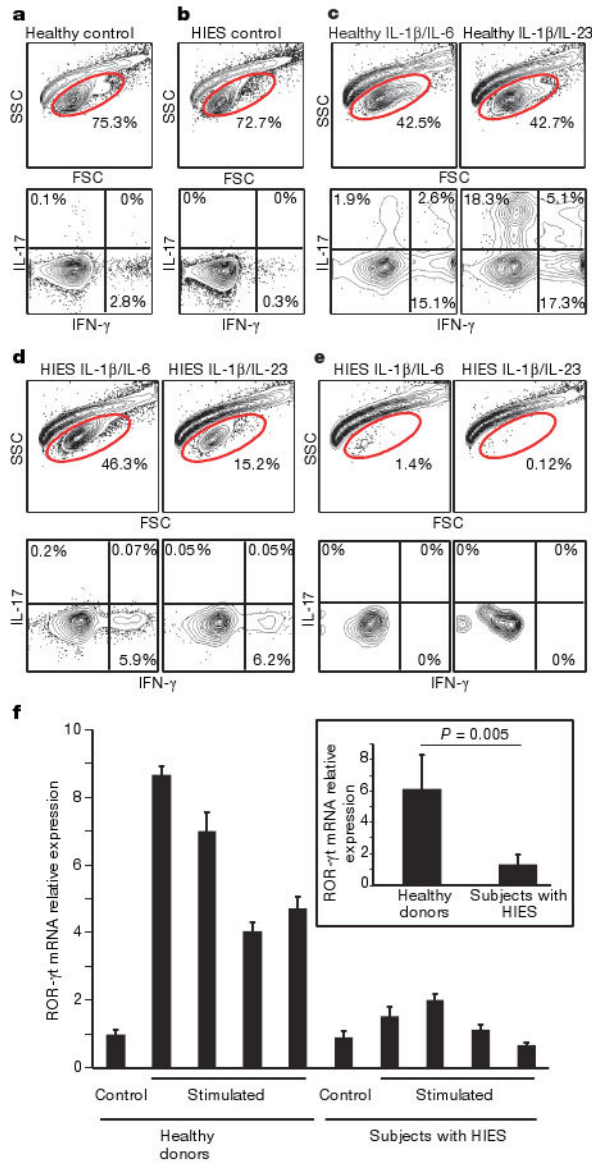 a
Healthy control
SSC
75.3%
FSC
0.1% 0%
IL-17
2.8%
IFN-γ
b
HIES control
SSC
72.7%
FSC
0% 0%
IL-17
0.3%
IFN-γ
c
Healthy IL-1β/IL-6 Healthy IL-1β/IL-23
SSC
42.5% 42.7%
FSC
1.9% 2.6% 18.3% 5.1%
IL-17
15.1% 17.3%
IFN-γ
d
HIES IL-1β/IL-6 HIES IL-1β/IL-23
SSC
46.3% 15.2%
FSC
0.2% 0.07% 0.05% 0.05%
IL-17
5.9% 6.2%
IFN-γ
e
HIES IL-1β/IL-6 HIES IL-1β/IL-23
SSC
1.4% 0.12%
FSC
0% 0% 0% 0%
IL-17
0% 0%
IFN-γ
f
ROR-γt mRNA relative expression
10
8
6
4
2
0
Control Stimulated Control Stimulated
Healthy
donors
Subjects with HIES
P = 0.005
ROR-γt mRNA relative
expression
8
6
4
2
0
Healthy
donors
Subjects with
HIES